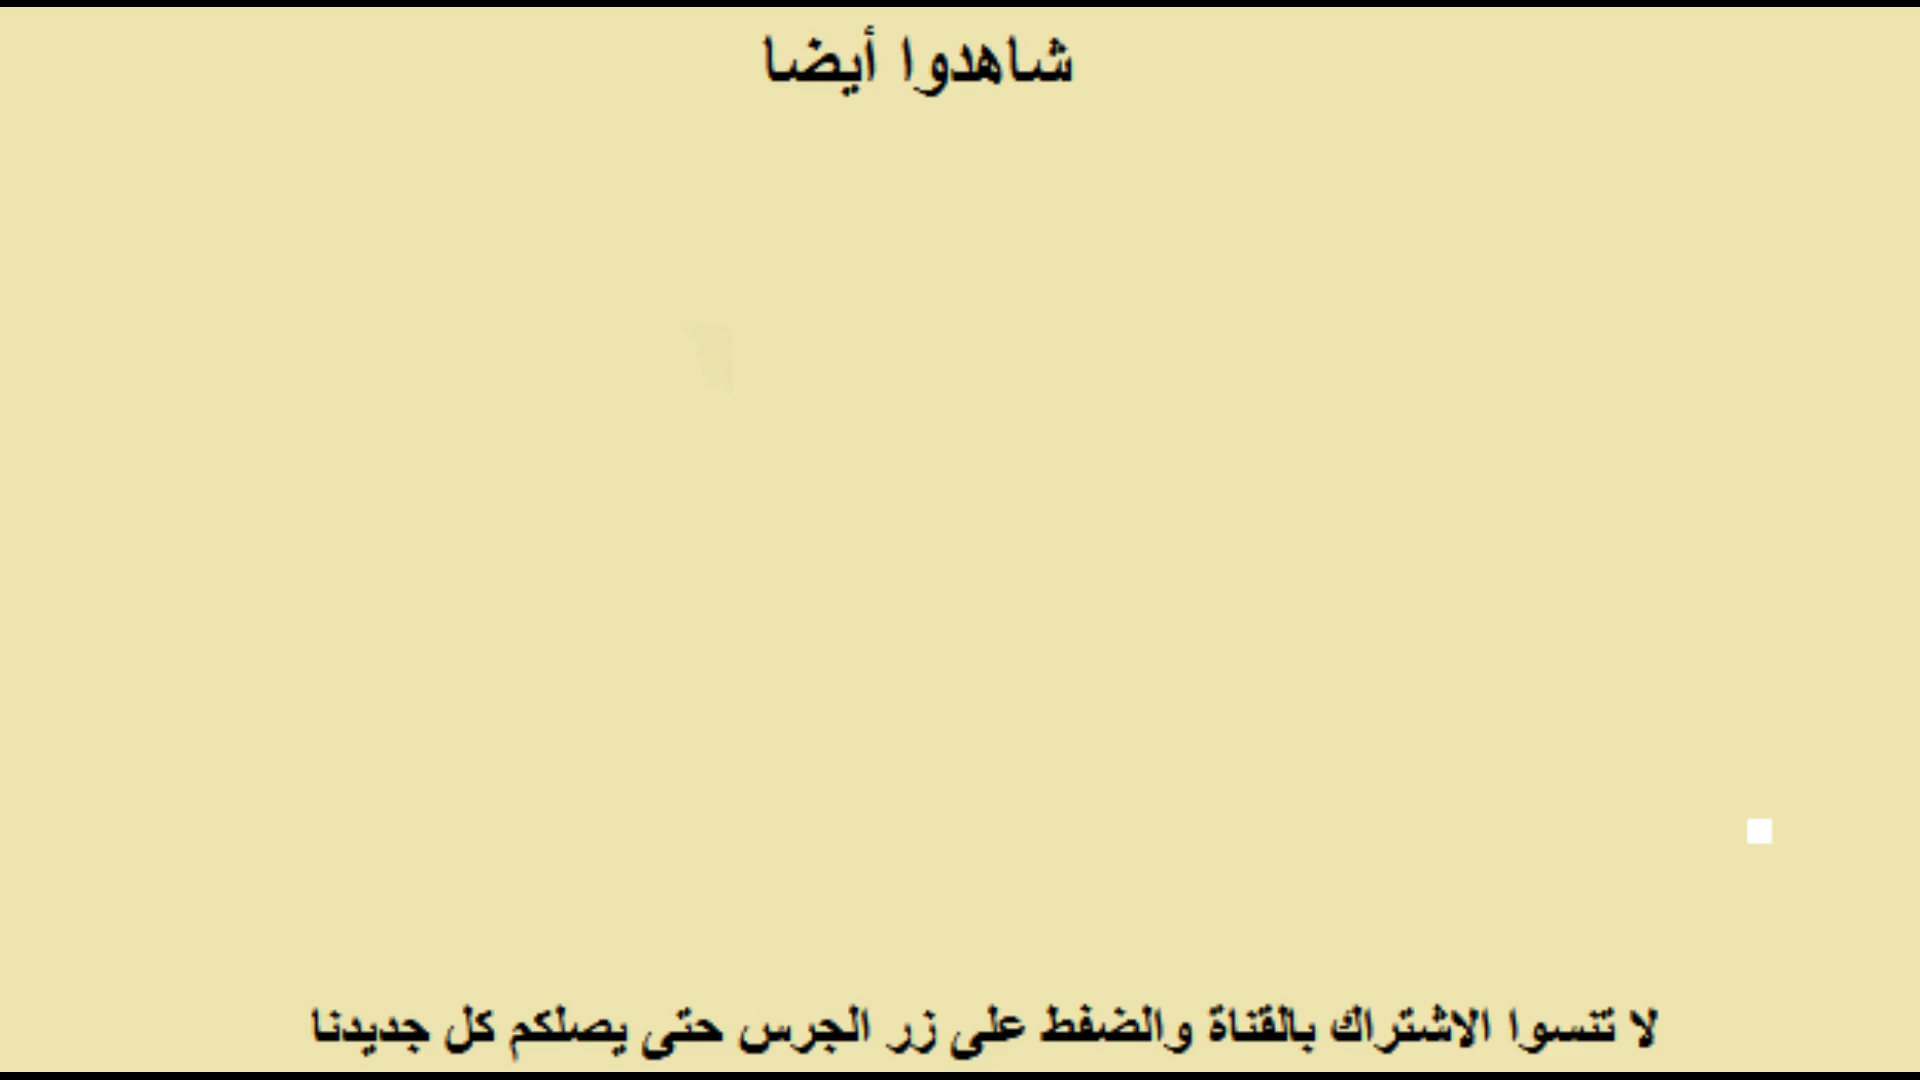 شاهدوا أيضا
لا تنسوا الاشتراك بالقناة والضغط على زر الجرس حتى يصلكم كل جديدنا